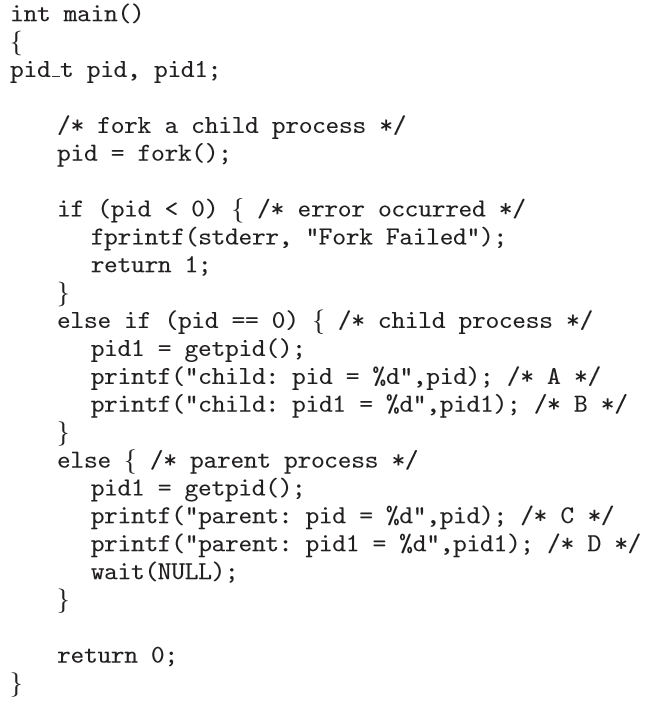 int main()
{
pid_t pid, pid1;
/* fork a child process */
pid = fork();
if (pid < 0) { /* error occurred */
fprintf(stderr, "Fork Failed");
return 1;
}
else if (pid == 0) { /* child process */
pid1 = getpid();
printf("child: pid = %d",pid); /* A */
printf("child: pid1 = %d",pid1); /* B */
}
else { /* parent process */
pid1 = getpid();
printf("parent: pid = %d",pid); /* C */
printf("parent: pid1 = %d",pid1); /* D */
wait(NULL);
}
return 0;
}